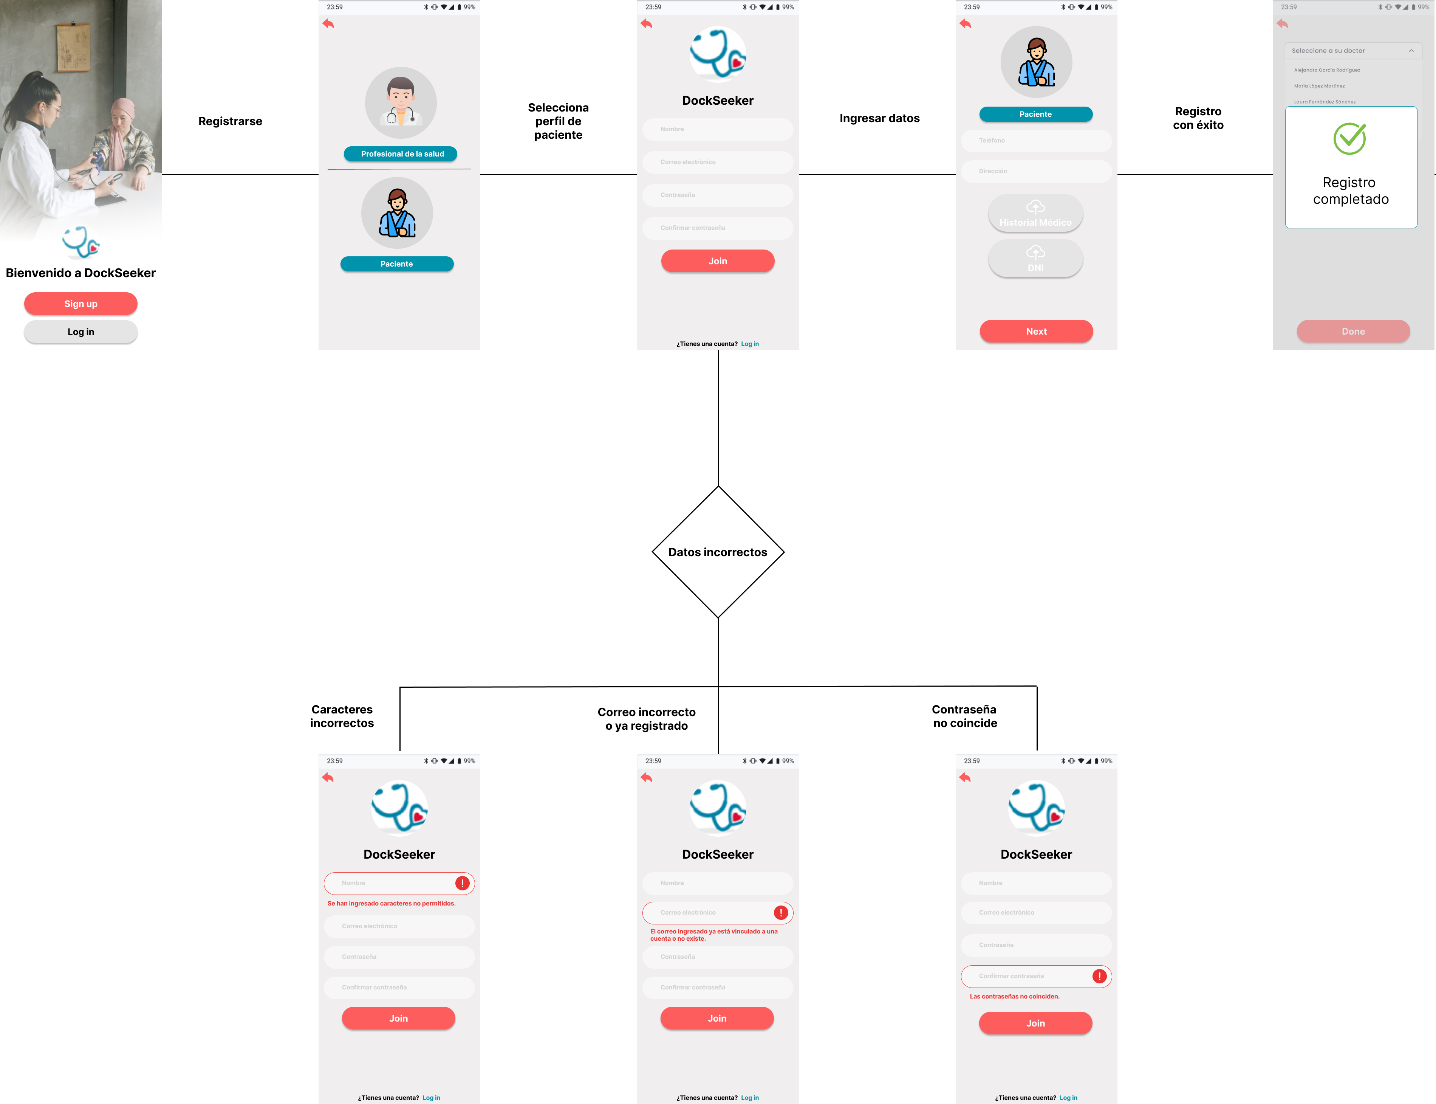 Bienvenido a DockSeeker
Sign up
Log in
Registrarse
23:59
99%
Profesional de la salud
Paciente
Selecciona
perfil de
paciente
23:59
99%
DockSeeker
Nombre
Correo electrónico
Contraseña
Confirmar contraseña
Join
¿Tienes una cuenta? Log in
Ingresar datos
23:59
99%
Paciente
Teléfono
Dirección
Historial Médico
DNI
Next
Registro
con éxito
23:59
99%
Seleccione a su doctor
Alejandro García Rodríguez
María López Martínez
Laura Fernández Sánchez
Registro
completado
Done
Datos incorrectos
Caracteres
incorrectos
Correo incorrecto
o ya registrado
Contraseña
no coincide
23:59
99%
DockSeeker
Nombre
Se han ingresado caracteres no permitidos.
Correo electrónico
Contraseña
Confirmar contraseña
Join
¿Tienes una cuenta? Log in
23:59
99%
DockSeeker
Nombre
Correo electrónico
El correo ingresado ya está vinculado a una
cuenta o no existe.
Contraseña
Confirmar contraseña
Join
¿Tienes una cuenta? Log in
23:59
99%
DockSeeker
Nombre
Correo electrónico
Contraseña
Confirmar contraseña
Las contraseñas no coinciden.
Join
¿Tienes una cuenta? Log in